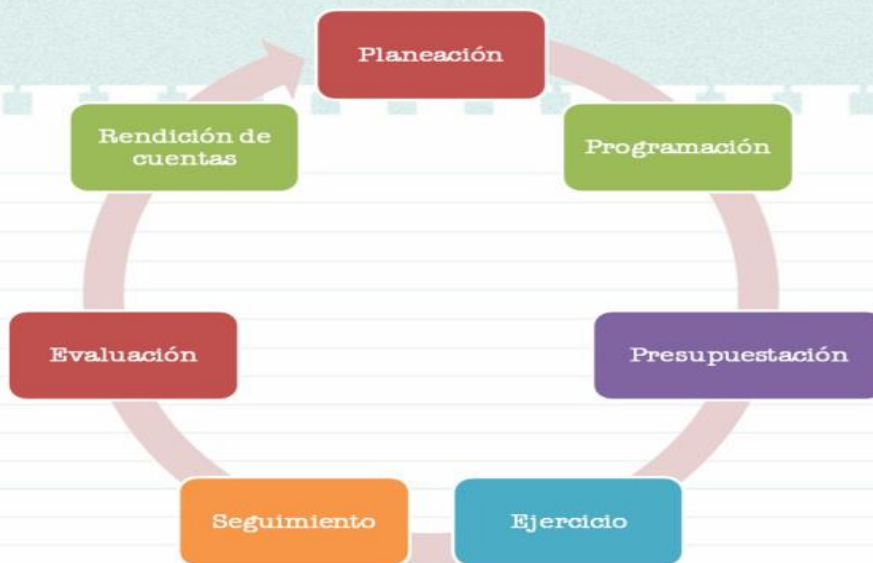 Planeación
Programación
Presupuestación
Ejercicio
Seguimiento
Evaluación
Rendición de
cuentas